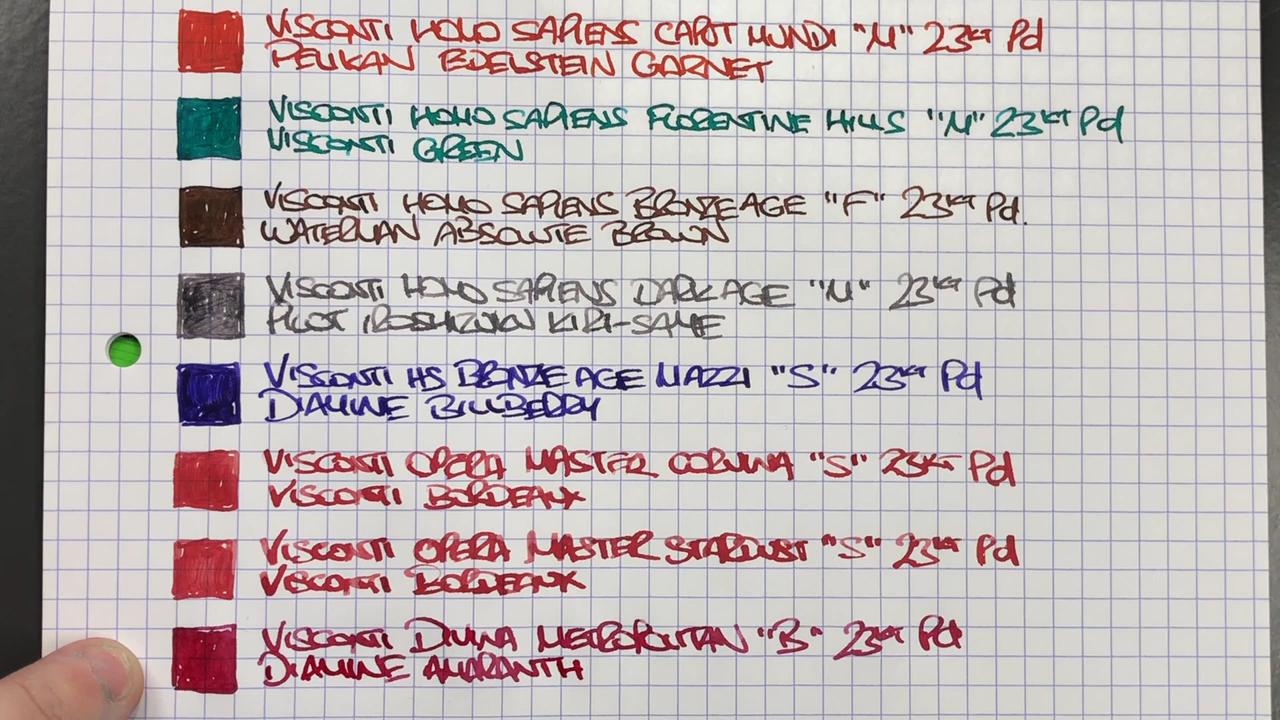 VISCONTI HOMO SAPIENS CAPUT MUNDI "M" 23KT Pd
PELIKAN EDELSTEIN GARNET
VISCONTI HOMO SAPIENS FLORENTINE HILLS "M" 23KT Pd
VISCONTI GREEN
VISCONTI HOMO SAPIENS BRONZE AGE "F" 23KT Pd.
WATERMAN ABSOLUTE BROWN
VISCONTI HOMO SAPIENS DARK AGE "M" 23KT Pd
PILOT IROSHIZUKU KIRI-SAME
VISCONTI HS BRONZE AGE MAZZI "S" 23KT Pd
DIAMINE BILLBERRY
VISCONTI OPERA MASTER CORVINA "S" 23KT Pd
VISCONTI BORDEAUX
VISCONTI OPERA MASTER STARDUST "S" 23KT Pd
VISCONTI BORDEAUX
VISCONTI DIVINA METROPOLITAN "B" 23KT Pd
DIAMINE AMARANTH